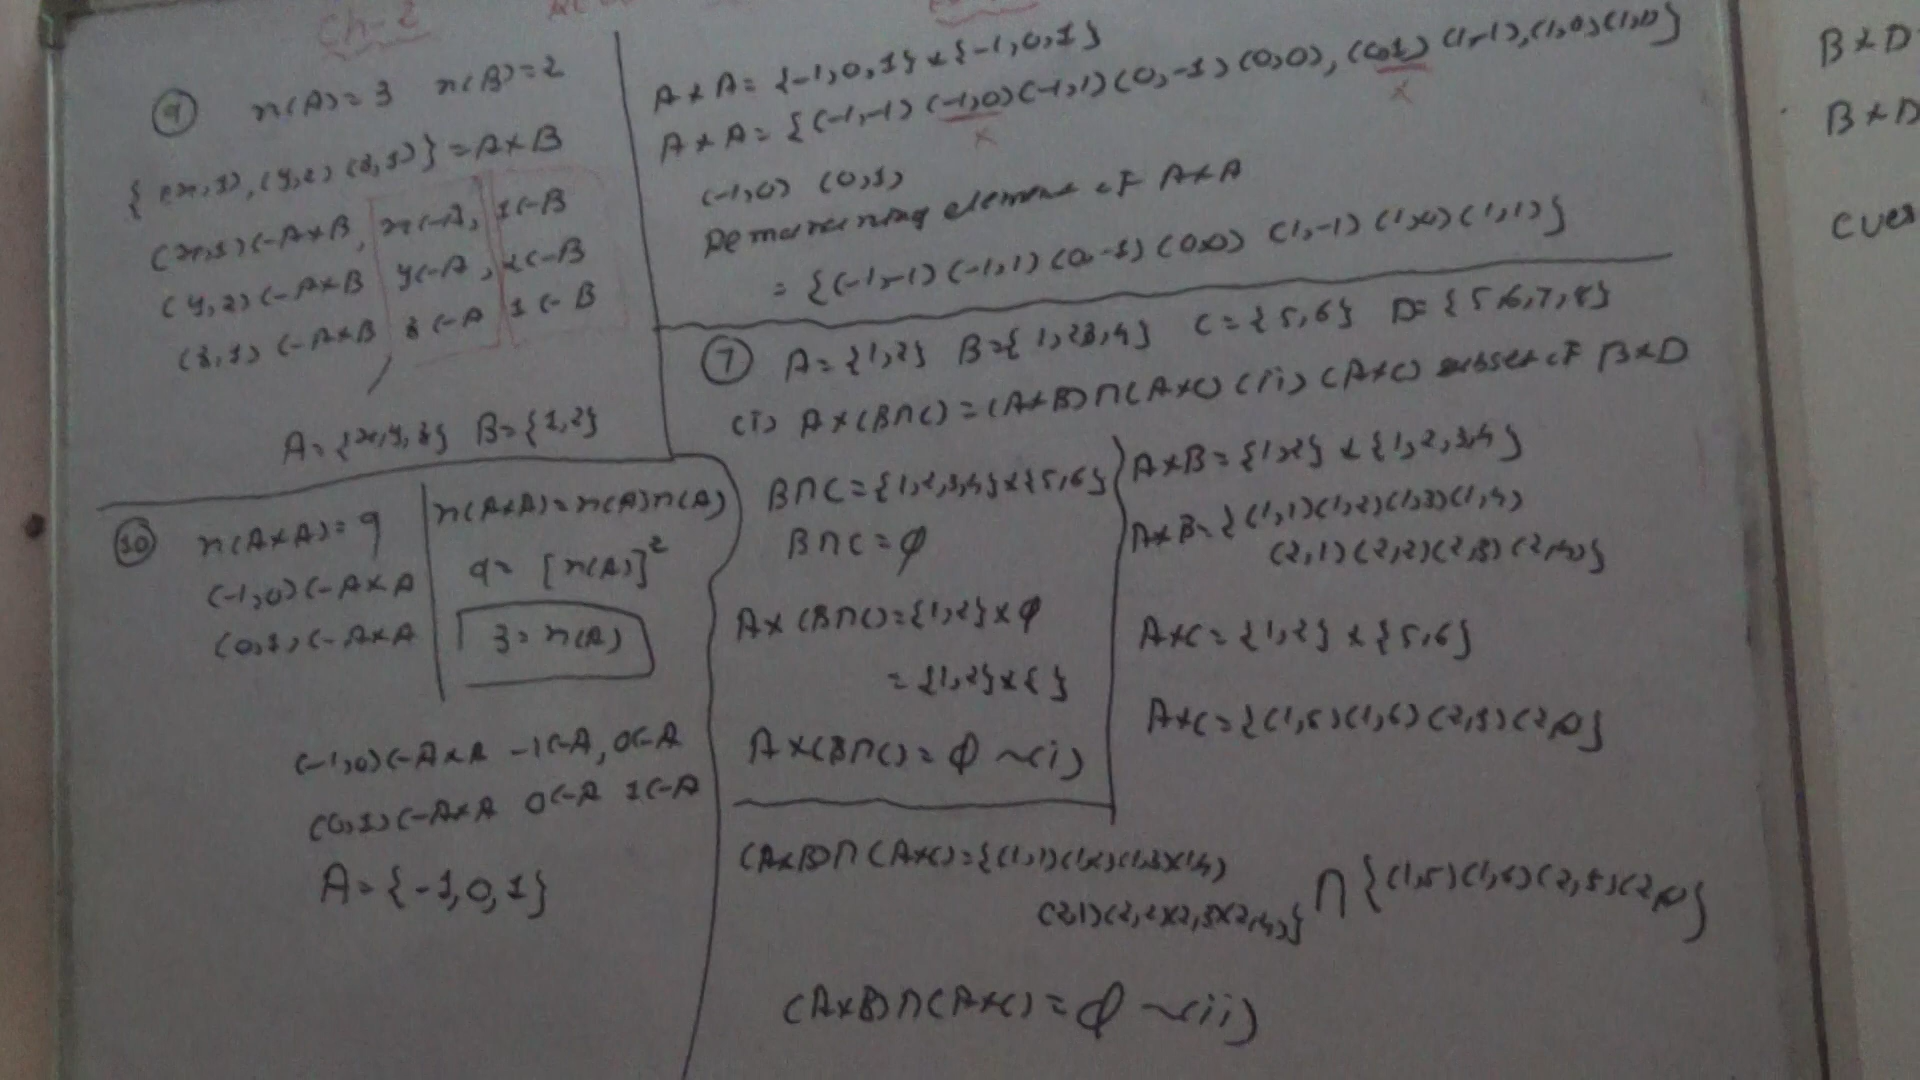 Ch-2
(9) n(A)=3 n(B)=2
{(x,1),(y,2)(z,1)}=A×B
(x,1)(-A×B, x(-A, 1(-B
(y,2)(-A×B y(-A, 2(-B
(z,1)(-A×B z(-A 1(-B
A={x,y,z} B={1,2}
(10) n(A×A)=9
(-1,0)(-A×A
(0,1)(-A×A
n(A×A)=n(A)n(A)
9=[n(A)]²
3=n(A)
(-1,0)(-A×A -1(-A, 0(-A
(0,1)(-A×A 0(-A 1(-A
A={-1,0,1}
A×A={-1,0,1}×{-1,0,1}
A×A={(-1,-1)(-1,0)(-1,1)(0,-1)(0,0),(0,1)(1,-1),(1,0)(1,1)}
x x
(-1,0) (0,1)
element of A×A
={(-1,-1)(-1,1)(0,-1)(0,0) (1,-1)(1,0)(1,1)}
(7) A={1,2} B={1,2,3,4} C={5,6} D={5,6,7,8}
(i) A×(B∩C)=(A×B)∩(A×C) (ii) (A×C) subset of B×D
B∩C={1,2,3,4}×{5,6}
B∩C=φ
A×(B∩C)={1,2}×φ
={1,2}×{ }
A×(B∩C)=φ ~(i)
A×B={1,2}×{1,2,3,4}
A×B={(1,1)(1,2)(1,3)(1,4)
(2,1)(2,2)(2,3)(2,4)}
A×C={1,2}×{5,6}
A×C={(1,5)(1,6)(2,5)(2,6)}
(A×B)∩(A×C)={(1,1)(1,2)(1,3)(1,4)
(2,1)(2,2)(2,3)(2,4)} ∩{(1,5)(1,6)(2,5)(2,6)}
(A×B)∩(A×C)=φ ~(ii)
B×D
B×D